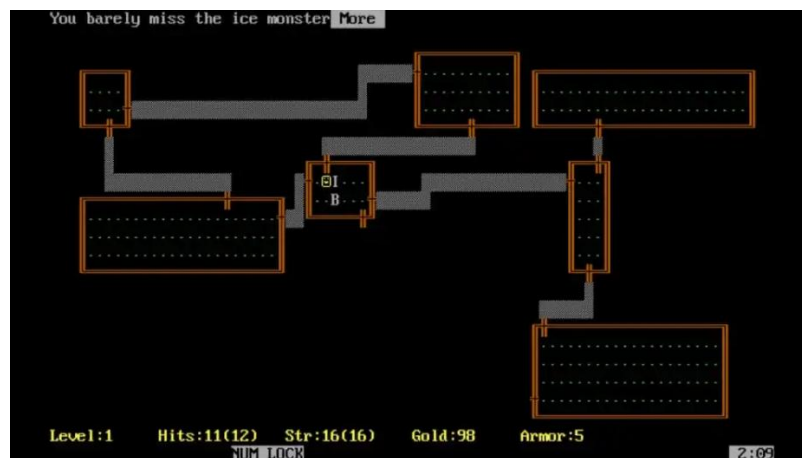 You barely miss the ice monster More
I
B
Level:1 Hits:11(12) Str:16(16) Gold:98 Armor:5
NUM LOCK 2:09